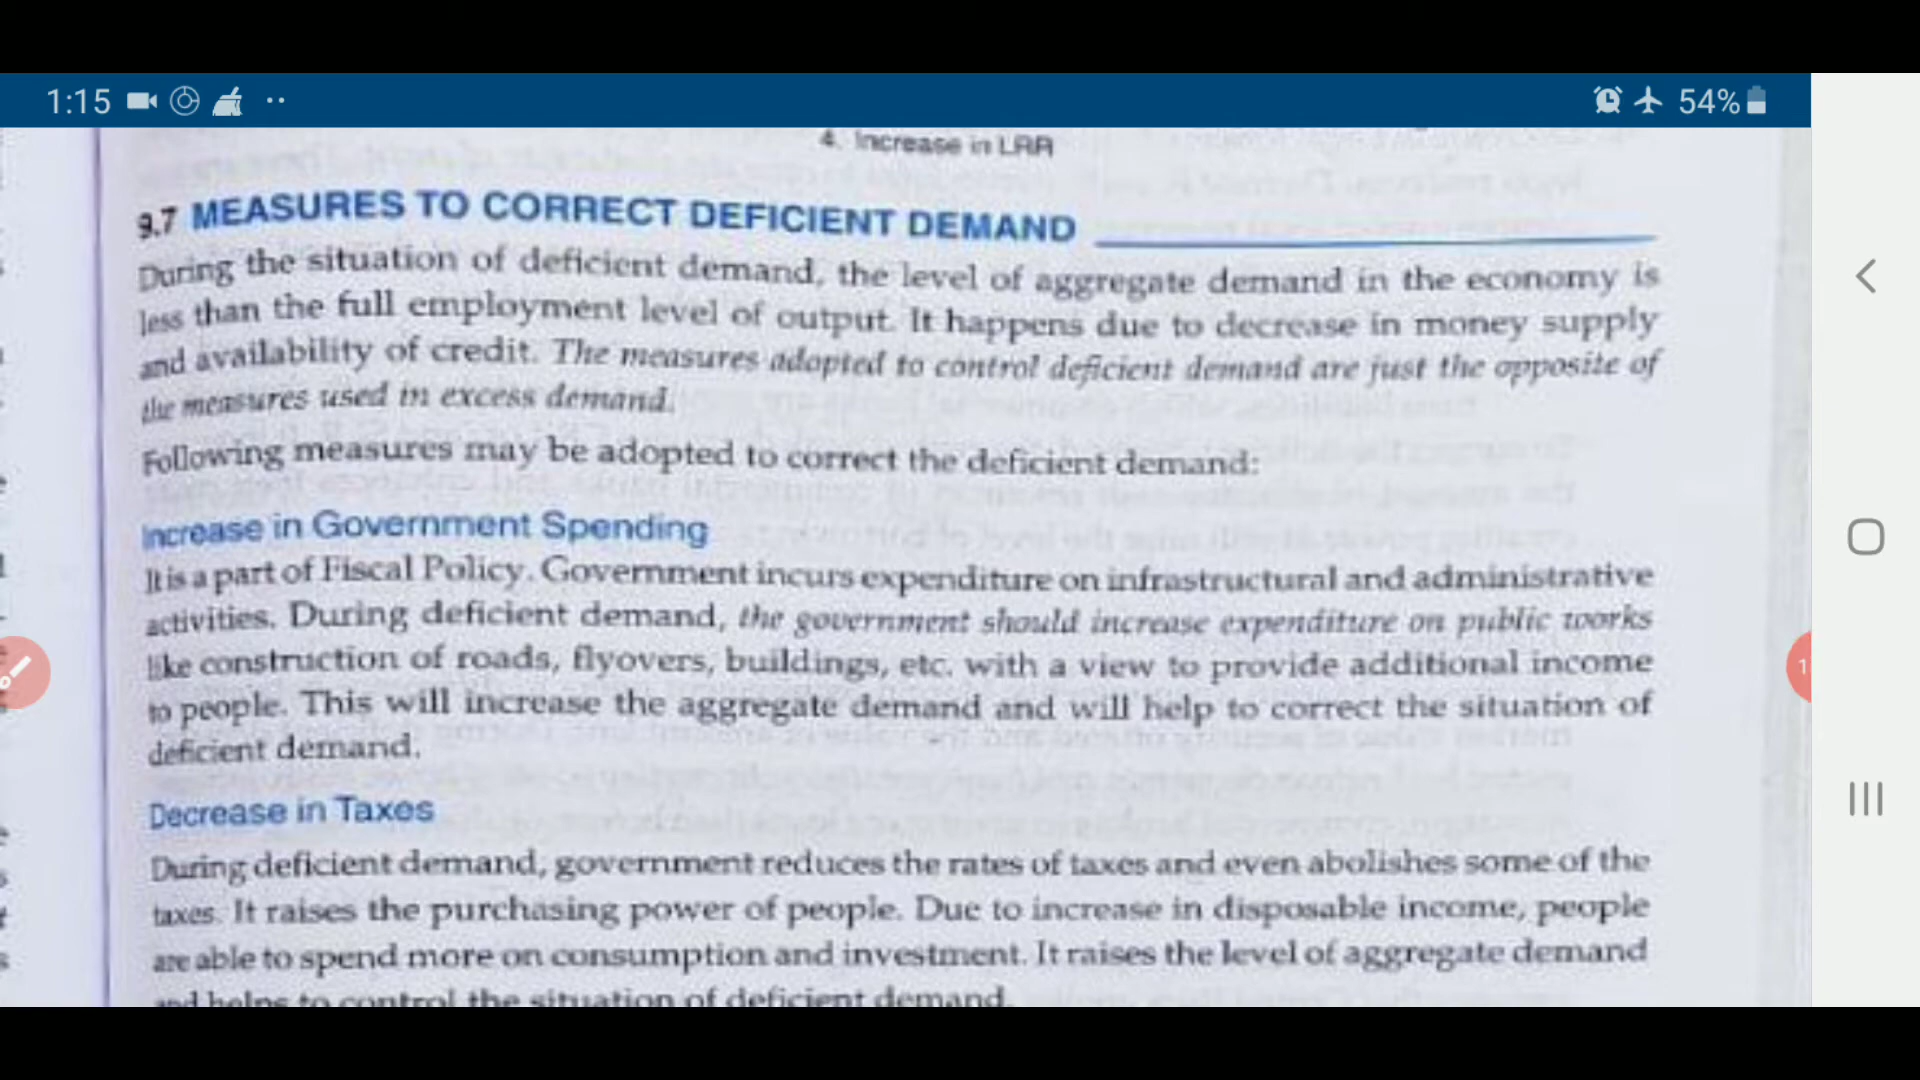 1:15
54%
4. Increase in LRR
9.7 MEASURES TO CORRECT DEFICIENT DEMAND
During the situation of deficient demand, the level of aggregate demand in the economy is
less than the full employment level of output. It happens due to decrease in money supply
and availability of credit. The measures adopted to control deficient demand are just the opposite of
the measures used in excess demand.
Following measures may be adopted to correct the deficient demand:
Increase in Government Spending
It is a part of Fiscal Policy. Government incurs expenditure on infrastructural and administrative
activities. During deficient demand, the government should increase expenditure on public works
like construction of roads, flyovers, buildings, etc. with a view to provide additional income
to people. This will increase the aggregate demand and will help to correct the situation of
deficient demand.
Decrease in Taxes
During deficient demand, government reduces the rates of taxes and even abolishes some of the
taxes. It raises the purchasing power of people. Due to increase in disposable income, people
are able to spend more on consumption and investment. It raises the level of aggregate demand
and helps to control the situation of deficient demand.